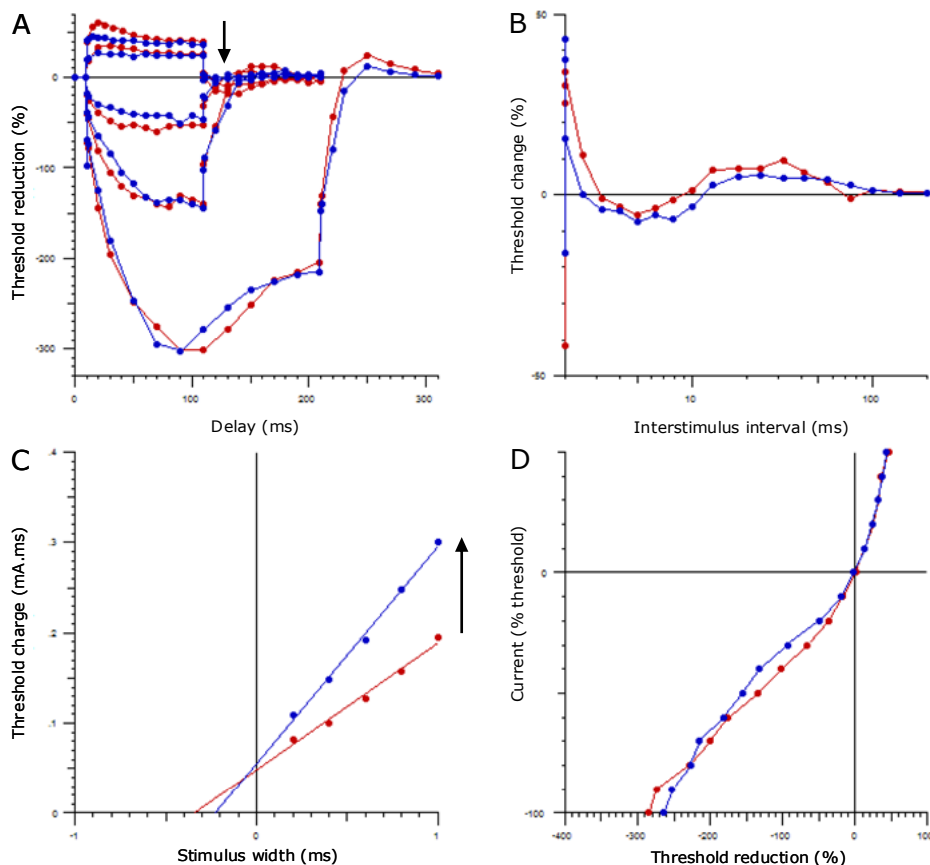 A
Threshold reduction (%)
0
-100
-200
-300
0
100
200
300
Delay (ms)
B
Threshold change (%)
50
0
-50
10
100
Interstimulus interval (ms)
C
Threshold charge (mA.ms)
.4
.3
.2
.1
0
-1
0
1
Stimulus width (ms)
D
Current (% threshold)
0
-100
-400
-300
-200
-100
0
100
Threshold reduction (%)